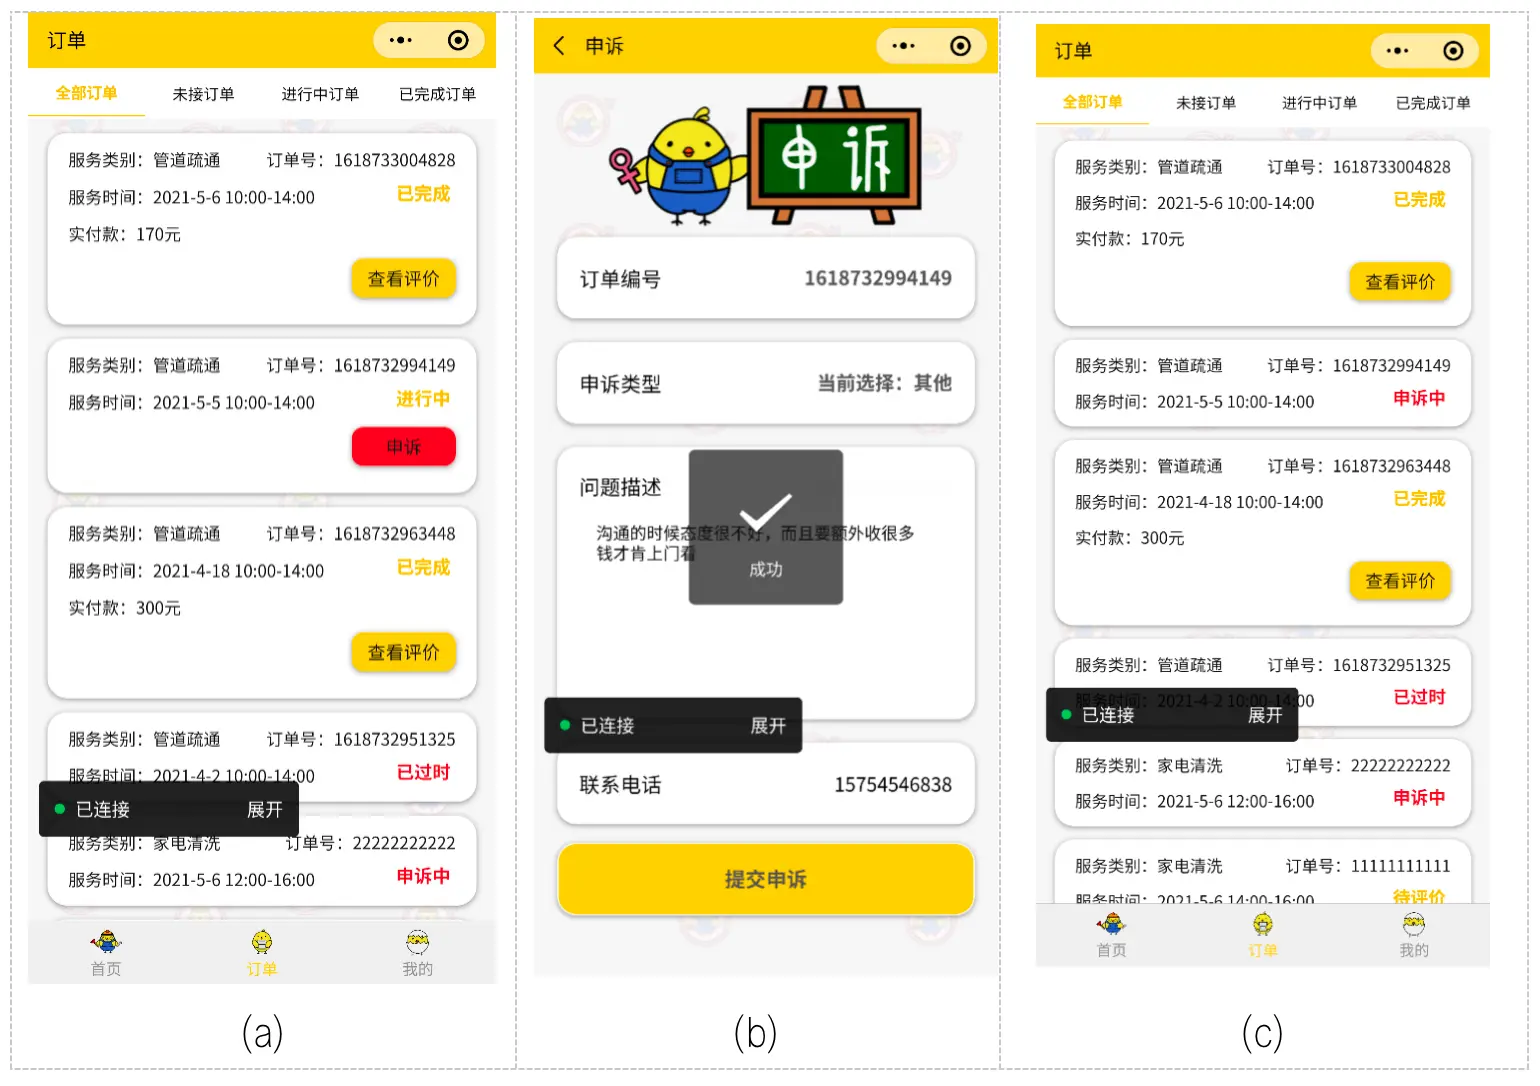 订单
全部订单 未接订单 进行中订单 已完成订单
服务类别：管道疏通 订单号：1618733004828
服务时间：2021-5-6 10:00-14:00 已完成
实付款：170元
查看评价
服务类别：管道疏通 订单号：1618732994149
服务时间：2021-5-5 10:00-14:00 进行中
申诉
服务类别：管道疏通 订单号：1618732963448
服务时间：2021-4-18 10:00-14:00 已完成
实付款：300元
查看评价
服务类别：管道疏通 订单号：1618732951325
服务时间：2021-4-2 10:00-14:00 已过时
已连接 展开
服务类别：家电清洗 订单号：22222222222
服务时间：2021-5-6 12:00-16:00 申诉中
首页 订单 我的
(a)
申诉
申诉
订单编号 1618732994149
申诉类型 当前选择：其他
问题描述
沟通的时候态度很不好，而且要额外收很多
钱才肯上门看
成功
已连接 展开
联系电话 15754546838
提交申诉
(b)
订单
全部订单 未接订单 进行中订单 已完成订单
服务类别：管道疏通 订单号：1618733004828
服务时间：2021-5-6 10:00-14:00 已完成
实付款：170元
查看评价
服务类别：管道疏通 订单号：1618732994149
服务时间：2021-5-5 10:00-14:00 申诉中
服务类别：管道疏通 订单号：1618732963448
服务时间：2021-4-18 10:00-14:00 已完成
实付款：300元
查看评价
服务类别：管道疏通 订单号：1618732951325
服务时间：2021-4-2 10:00-14:00 已过时
已连接 展开
服务类别：家电清洗 订单号：22222222222
服务时间：2021-5-6 12:00-16:00 申诉中
服务类别：家电清洗 订单号：11111111111
服务时间：2021-5-6 14:00-16:00 待评价
首页 订单 我的
(c)